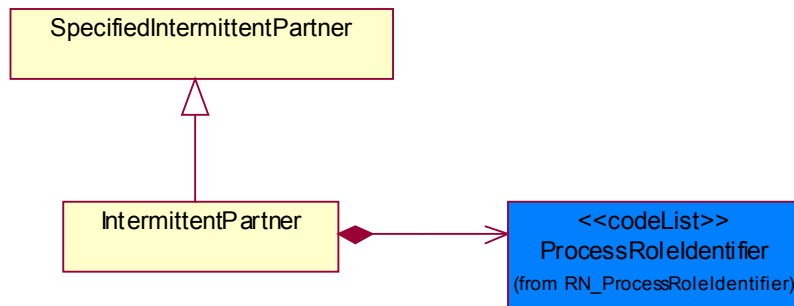 SpecifiedIntermittentPartner
IntermittentPartner
<<codeList>>
ProcessRoleIdentifier
(from RN_ProcessRoleIdentifier)